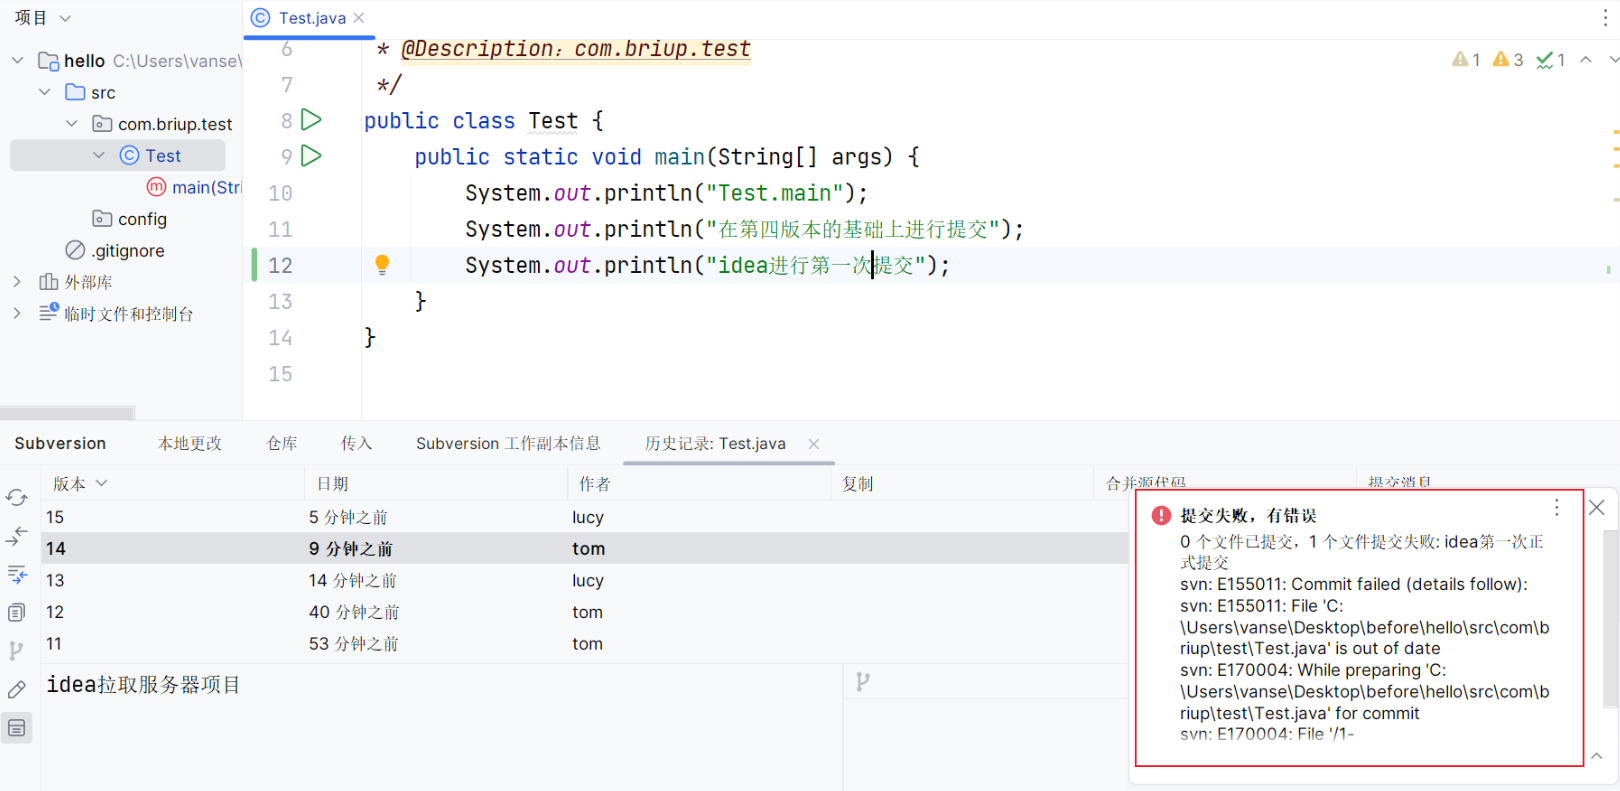 项目
Test.java
hello C:\Users\vanse\
src
com.briup.test
Test
main(Stri
config
.gitignore
外部库
临时文件和控制台
1 3 1
6 * @Description: com.briup.test
7 */
8 public class Test {
9 public static void main(String[] args) {
10 System.out.println("Test.main");
11 System.out.println("在第四版本的基础上进行提交");
12 System.out.println("idea进行第一次提交");
13 }
14 }
15
Subversion 本地更改 仓库 传入 Subversion 工作副本信息 历史记录: Test.java
版本 日期 作者 复制 合并源代码 提交消息
15 5 分钟之前 lucy
14 9 分钟之前 tom
13 14 分钟之前 lucy
12 40 分钟之前 tom
11 53 分钟之前 tom
idea拉取服务器项目
提交失败，有错误
0 个文件已提交，1 个文件提交失败: idea第一次正
式提交
svn: E155011: Commit failed (details follow):
svn: E155011: File 'C:
\Users\vanse\Desktop\before\hello\src\com\b
riup\test\Test.java' is out of date
svn: E170004: While preparing 'C:
\Users\vanse\Desktop\before\hello\src\com\b
riup\test\Test.java' for commit
svn: E170004: File '/1-